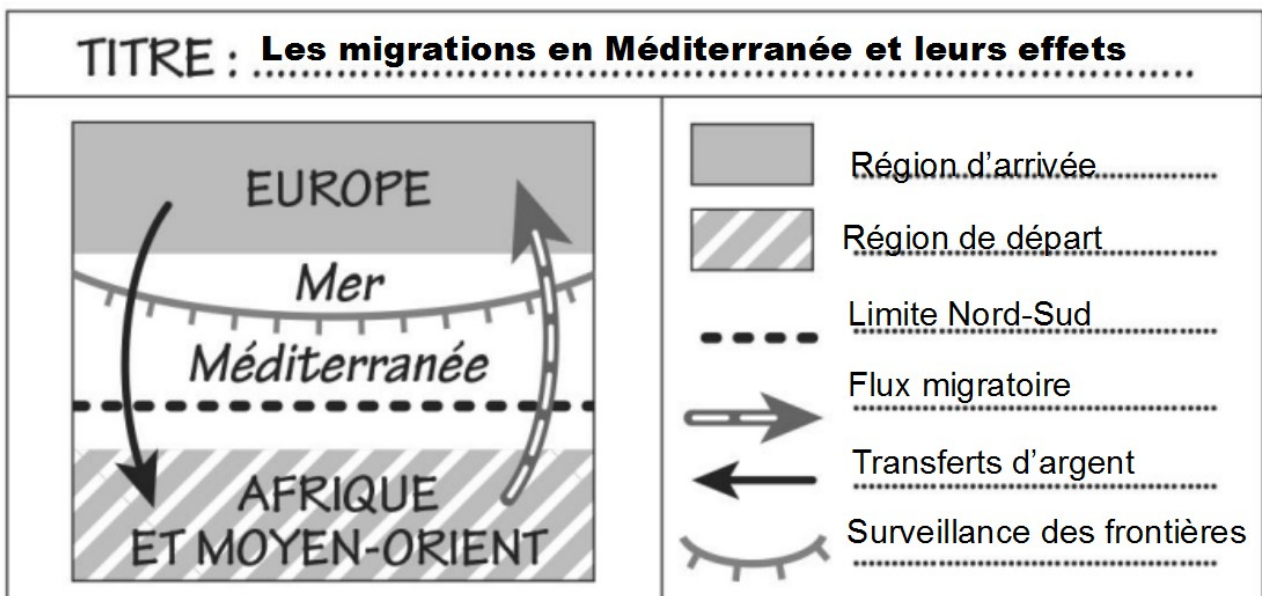 TITRE : Les migrations en Méditerranée et leurs effets
EUROPE
Mer
Méditerranée
AFRIQUE
ET MOYEN-ORIENT
Région d'arrivée
Région de départ
Limite Nord-Sud
Flux migratoire
Transferts d'argent
Surveillance des frontières